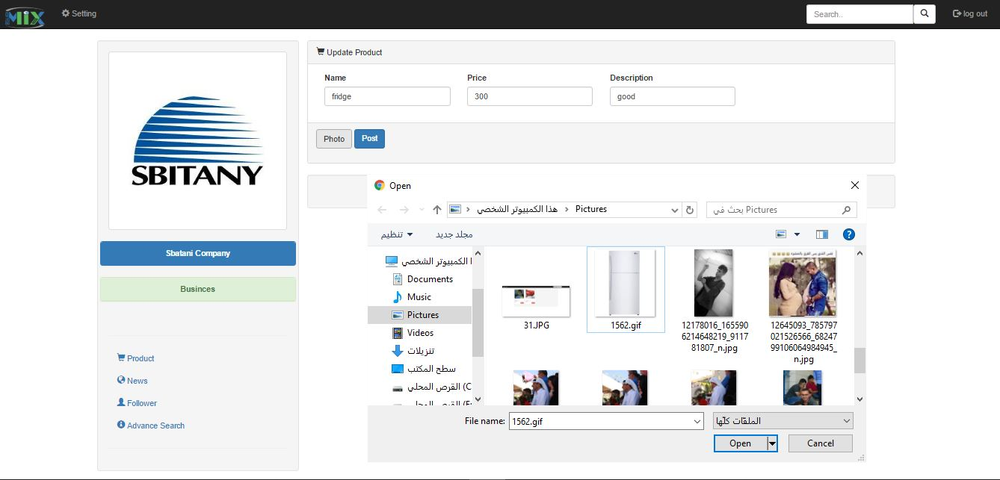 MIX
Setting
Search..
log out
SBITANY
Sbatani Company
Businces
Product
News
Follower
Advance Search
Update Product
Name
Price
Description
fridge
300
good
Photo
Post
Open
هذا الكمبيوتر الشخصي
Pictures
بحث في Pictures
تنظيم
مجلد جديد
ا الكمبيوتر الشخصي
Documents
Music
Pictures
Videos
تنزيلات
سطح المكتب
القرص المحلي (C
31.JPG
1562.gif
12178016_165590
6214648219_9117
81807_n.jpg
12645093_785797
021526566_68247
99106064984945_
n.jpg
File name:
1562.gif
الملفّات كلّها
Open
Cancel